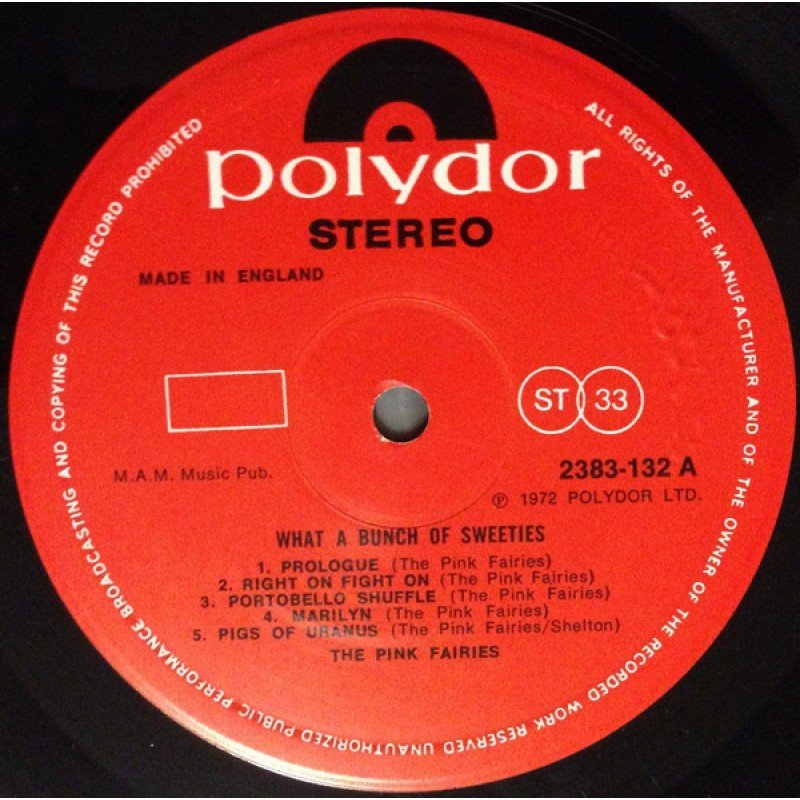 polydor
STEREO
MADE IN ENGLAND
ST 33
M.A.M. Music Pub.
2383-132 A
℗ 1972 POLYDOR LTD.
WHAT A BUNCH OF SWEETIES
1. PROLOGUE (The Pink Fairies)
2. RIGHT ON FIGHT ON (The Pink Fairies)
3. PORTOBELLO SHUFFLE (The Pink Fairies)
4. MARILYN (The Pink Fairies)
5. PIGS OF URANUS (The Pink Fairies/Shelton)
THE PINK FAIRIES
ALL RIGHTS OF THE MANUFACTURER AND OF THE OWNER OF THE RECORDED WORK RESERVED UNAUTHORIZED PUBLIC PERFORMANCE BROADCASTING AND COPYING OF THIS RECORD PROHIBITED